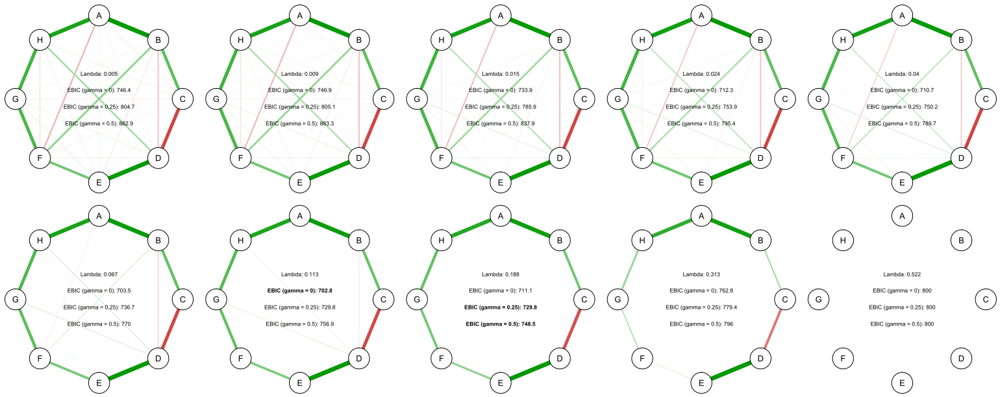 A
B
C
D
E
F
G
H
Lambda: 0.005
EBIC (gamma = 0): 746.4
EBIC (gamma = 0.25): 804.7
EBIC (gamma = 0.5): 862.9
A
B
C
D
E
F
G
H
Lambda: 0.009
EBIC (gamma = 0): 746.9
EBIC (gamma = 0.25): 805.1
EBIC (gamma = 0.5): 863.3
A
B
C
D
E
F
G
H
Lambda: 0.015
EBIC (gamma = 0): 733.9
EBIC (gamma = 0.25): 785.9
EBIC (gamma = 0.5): 837.9
A
B
C
D
E
F
G
H
Lambda: 0.024
EBIC (gamma = 0): 712.3
EBIC (gamma = 0.25): 753.9
EBIC (gamma = 0.5): 795.4
A
B
C
D
E
F
G
H
Lambda: 0.04
EBIC (gamma = 0): 710.7
EBIC (gamma = 0.25): 750.2
EBIC (gamma = 0.5): 789.7
A
B
C
D
E
F
G
H
Lambda: 0.067
EBIC (gamma = 0): 703.5
EBIC (gamma = 0.25): 736.7
EBIC (gamma = 0.5): 770
A
B
C
D
E
F
G
H
Lambda: 0.113
EBIC (gamma = 0): 702.8
EBIC (gamma = 0.25): 729.8
EBIC (gamma = 0.5): 756.9
A
B
C
D
E
F
G
H
Lambda: 0.188
EBIC (gamma = 0): 711.1
EBIC (gamma = 0.25): 729.8
EBIC (gamma = 0.5): 748.5
A
B
C
D
E
F
G
H
Lambda: 0.313
EBIC (gamma = 0): 762.8
EBIC (gamma = 0.25): 779.4
EBIC (gamma = 0.5): 796
A
B
C
D
E
F
G
H
Lambda: 0.522
EBIC (gamma = 0): 800
EBIC (gamma = 0.25): 800
EBIC (gamma = 0.5): 800